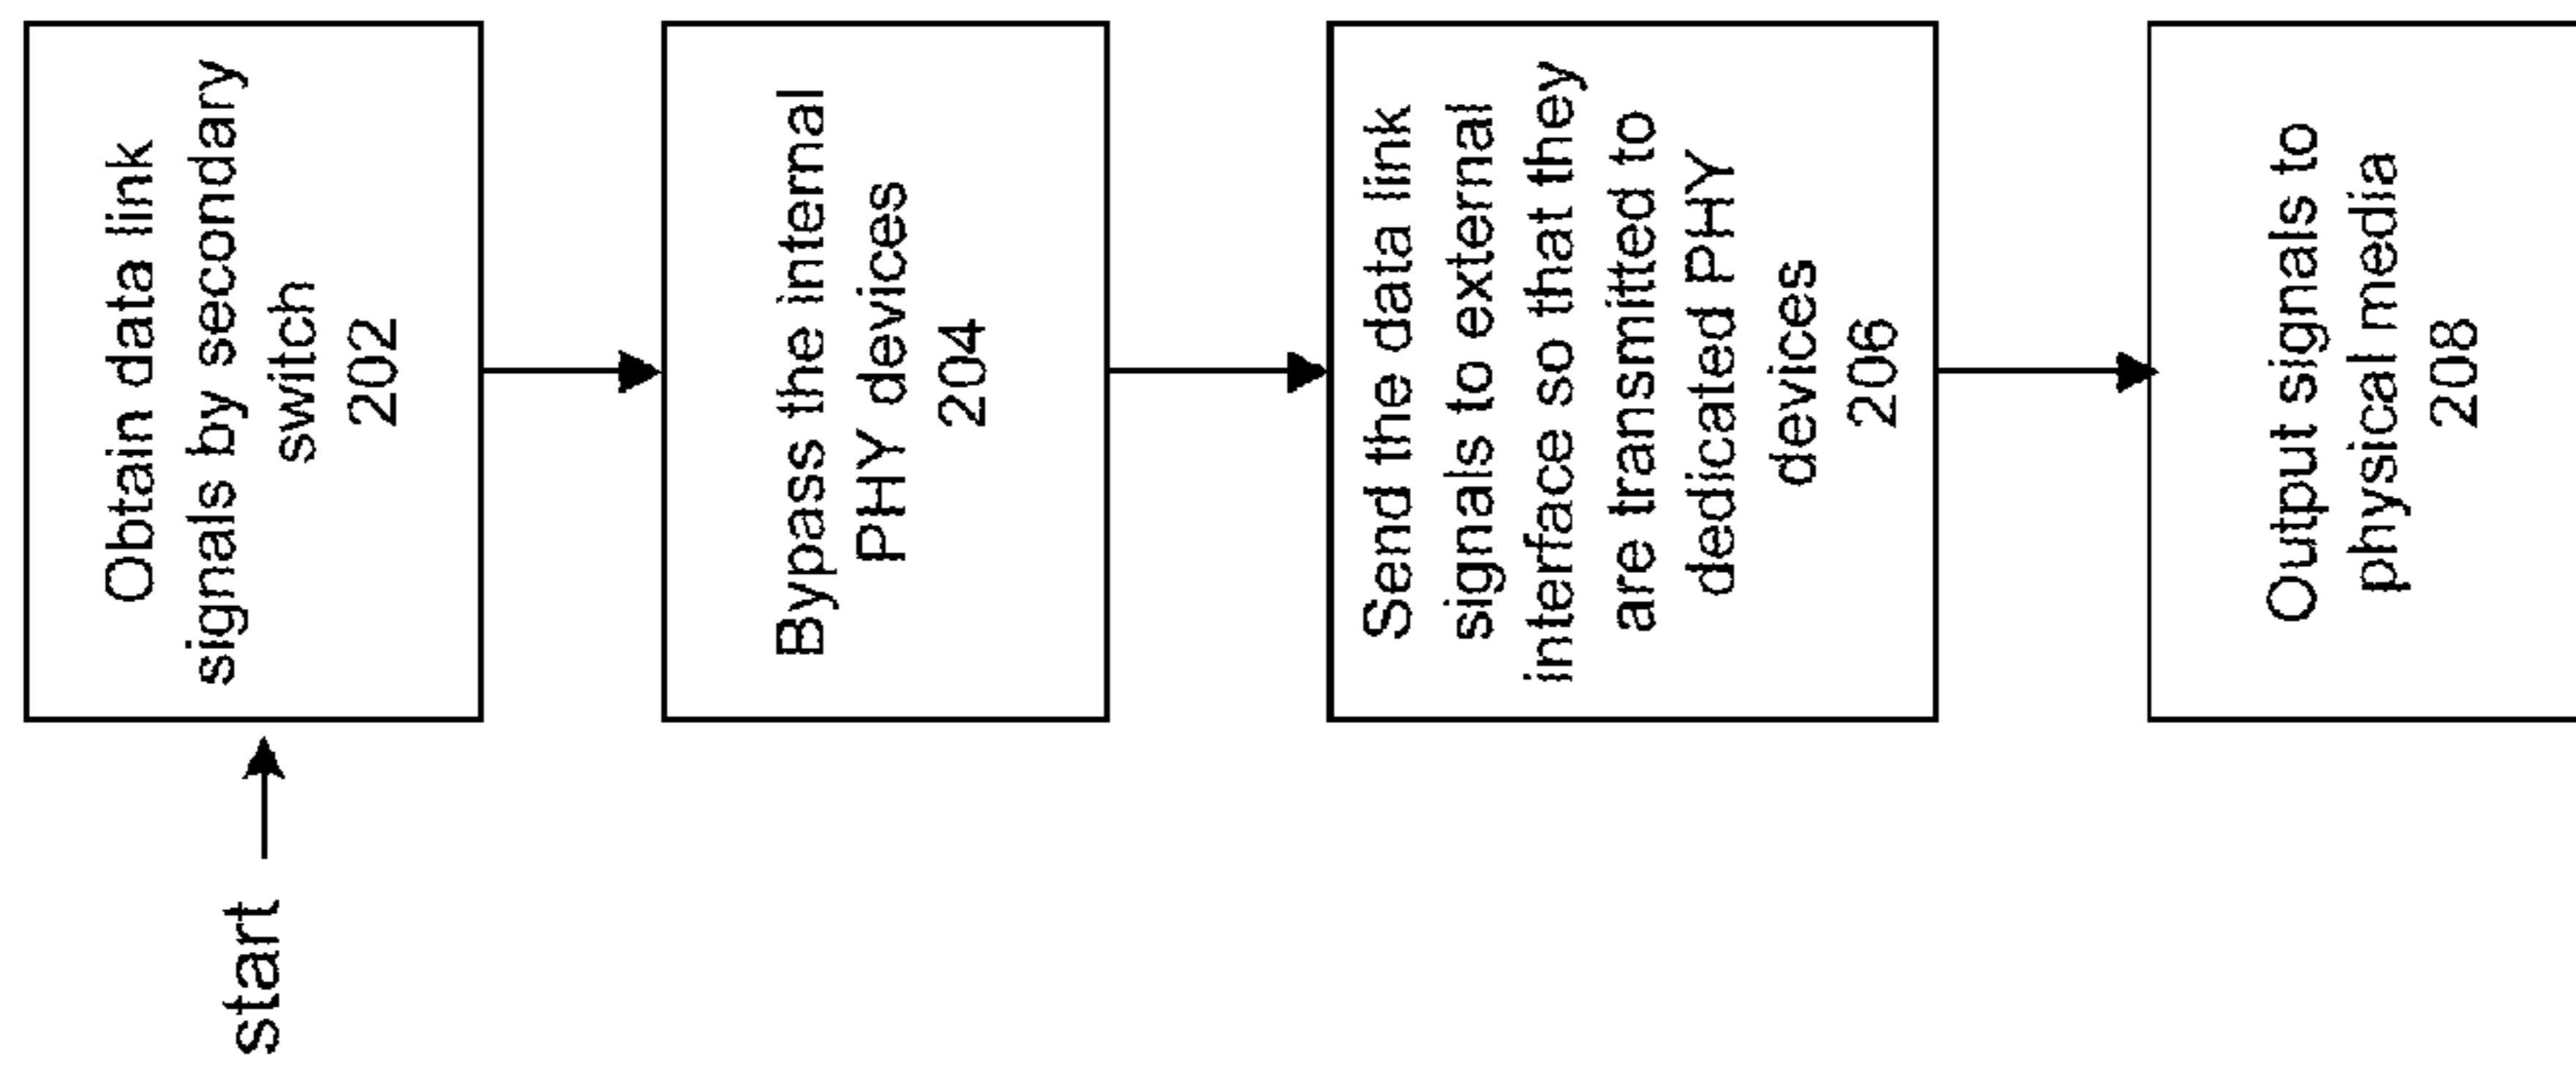 start
Obtain data link
signals by secondary
switch
202
Bypass the internal
PHY devices
204
Send the data link
signals to external
interface so that they
are transmitted to
dedicated PHY
devices
206
Output signals to
physical media
208